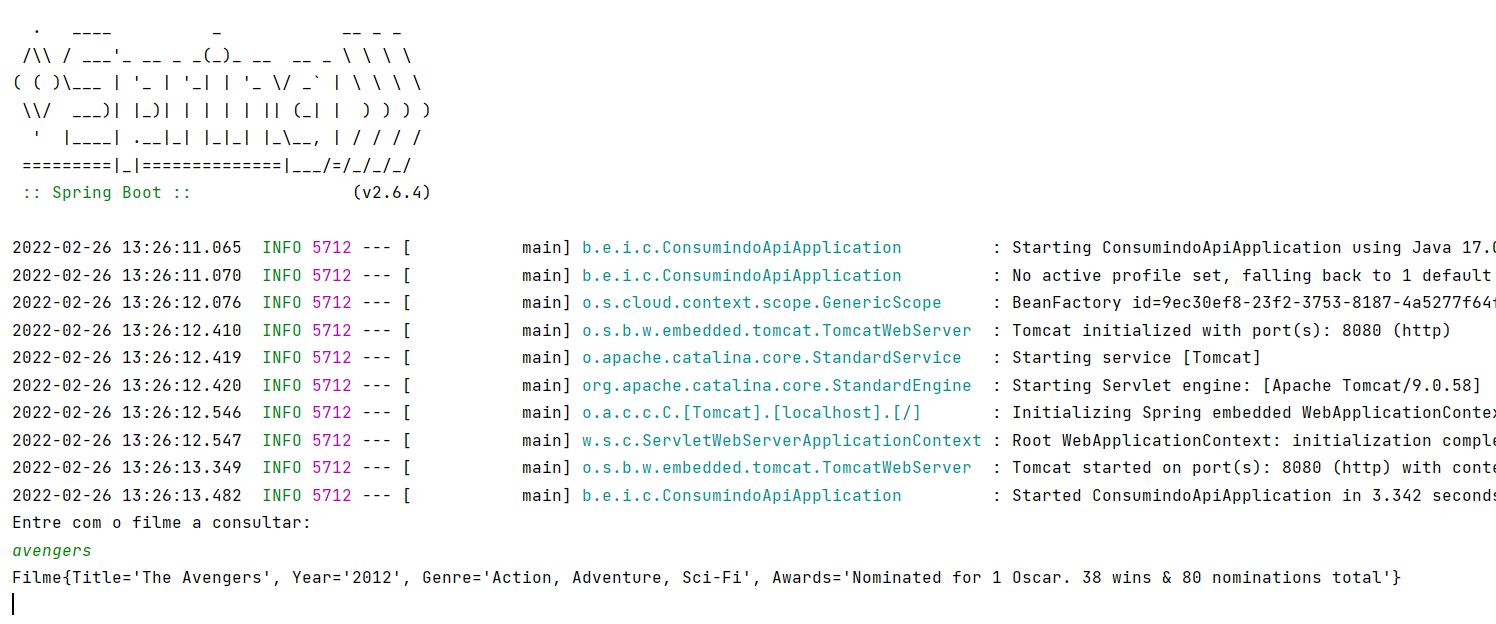 .   ____          _            __ _ _
 /\\ / ___'_ __ _ _(_)_ __  __ _ \ \ \ \
( ( )\___ | '_ | '_| | '_ \/ _` | \ \ \ \
 \\/  ___)| |_)| | | | | || (_| |  ) ) ) )
  '  |____| .__|_| |_|_| |_\__, | / / / /
 =========|_|==============|___/=/_/_/_/
 :: Spring Boot ::                (v2.6.4)
2022-02-26 13:26:11.065  INFO 5712 --- [           main] b.e.i.c.ConsumindoApiApplication         : Starting ConsumindoApiApplication using Java 17.0
2022-02-26 13:26:11.070  INFO 5712 --- [           main] b.e.i.c.ConsumindoApiApplication         : No active profile set, falling back to 1 default
2022-02-26 13:26:12.076  INFO 5712 --- [           main] o.s.cloud.context.scope.GenericScope     : BeanFactory id=9ec30ef8-23f2-3753-8187-4a5277f64f
2022-02-26 13:26:12.410  INFO 5712 --- [           main] o.s.b.w.embedded.tomcat.TomcatWebServer  : Tomcat initialized with port(s): 8080 (http)
2022-02-26 13:26:12.419  INFO 5712 --- [           main] o.apache.catalina.core.StandardService   : Starting service [Tomcat]
2022-02-26 13:26:12.420  INFO 5712 --- [           main] org.apache.catalina.core.StandardEngine  : Starting Servlet engine: [Apache Tomcat/9.0.58]
2022-02-26 13:26:12.546  INFO 5712 --- [           main] o.a.c.c.C.[Tomcat].[localhost].[/]       : Initializing Spring embedded WebApplicationContex
2022-02-26 13:26:12.547  INFO 5712 --- [           main] w.s.c.ServletWebServerApplicationContext : Root WebApplicationContext: initialization comple
2022-02-26 13:26:13.349  INFO 5712 --- [           main] o.s.b.w.embedded.tomcat.TomcatWebServer  : Tomcat started on port(s): 8080 (http) with conte
2022-02-26 13:26:13.482  INFO 5712 --- [           main] b.e.i.c.ConsumindoApiApplication         : Started ConsumindoApiApplication in 3.342 seconds
Entre com o filme a consultar:
avengers
Filme{Title='The Avengers', Year='2012', Genre='Action, Adventure, Sci-Fi', Awards='Nominated for 1 Oscar. 38 wins & 80 nominations total'}